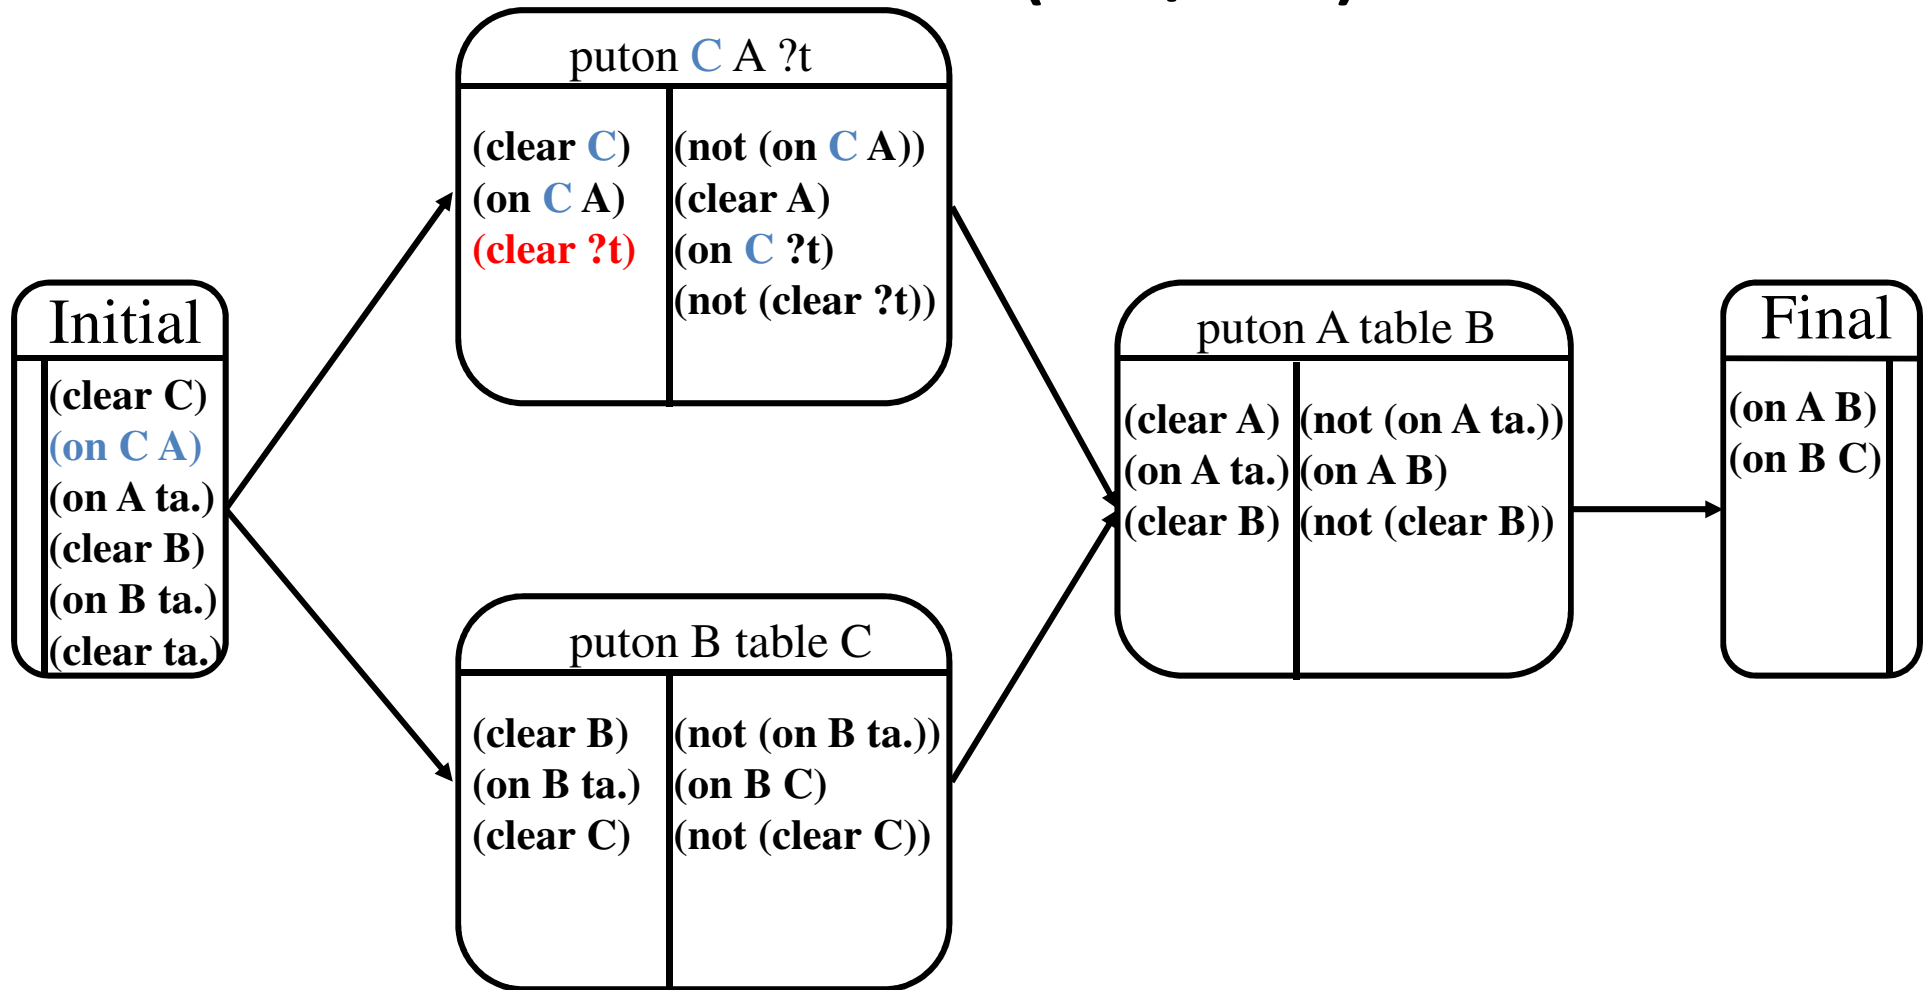 puton C A ?t
(clear C)
(on C A)
(clear ?t)
(not (on C A))
(clear A)
(on C ?t)
(not (clear ?t))
Initial
(clear C)
(on C A)
(on A ta.)
(clear B)
(on B ta.)
(clear ta.)
puton B table C
(clear B)
(on B ta.)
(clear C)
(not (on B ta.))
(on B C)
(not (clear C))
puton A table B
(clear A)
(on A ta.)
(clear B)
(not (on A ta.))
(on A B)
(not (clear B))
Final
(on A B)
(on B C)